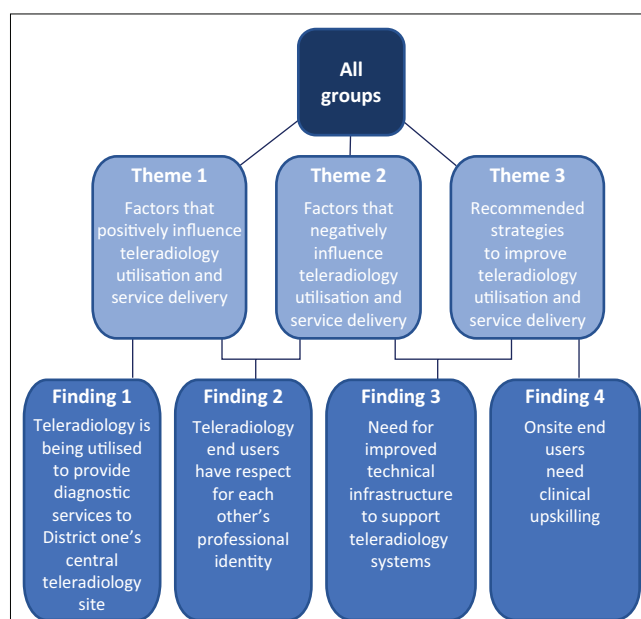 All
groups
Theme 1
Factors that
positively influence
teleradiology
utilisation and
service delivery
Theme 2
Factors that
negatively
influence
teleradiology
utilisation and
service delivery
Theme 3
Recommended
strategies
to improve
teleradiology
utilisation and
service delivery
Finding 1
Teleradiology is
being utilised
to provide
diagnostic
services to
District one’s
central
teleradiology
site
Finding 2
Teleradiology
end users
have respect
for each
other’s
professional
identity
Finding 3
Need for
improved
technical
infrastructure
to support
teleradiology
systems
Finding 4
Onsite end
users
need
clinical
upskilling